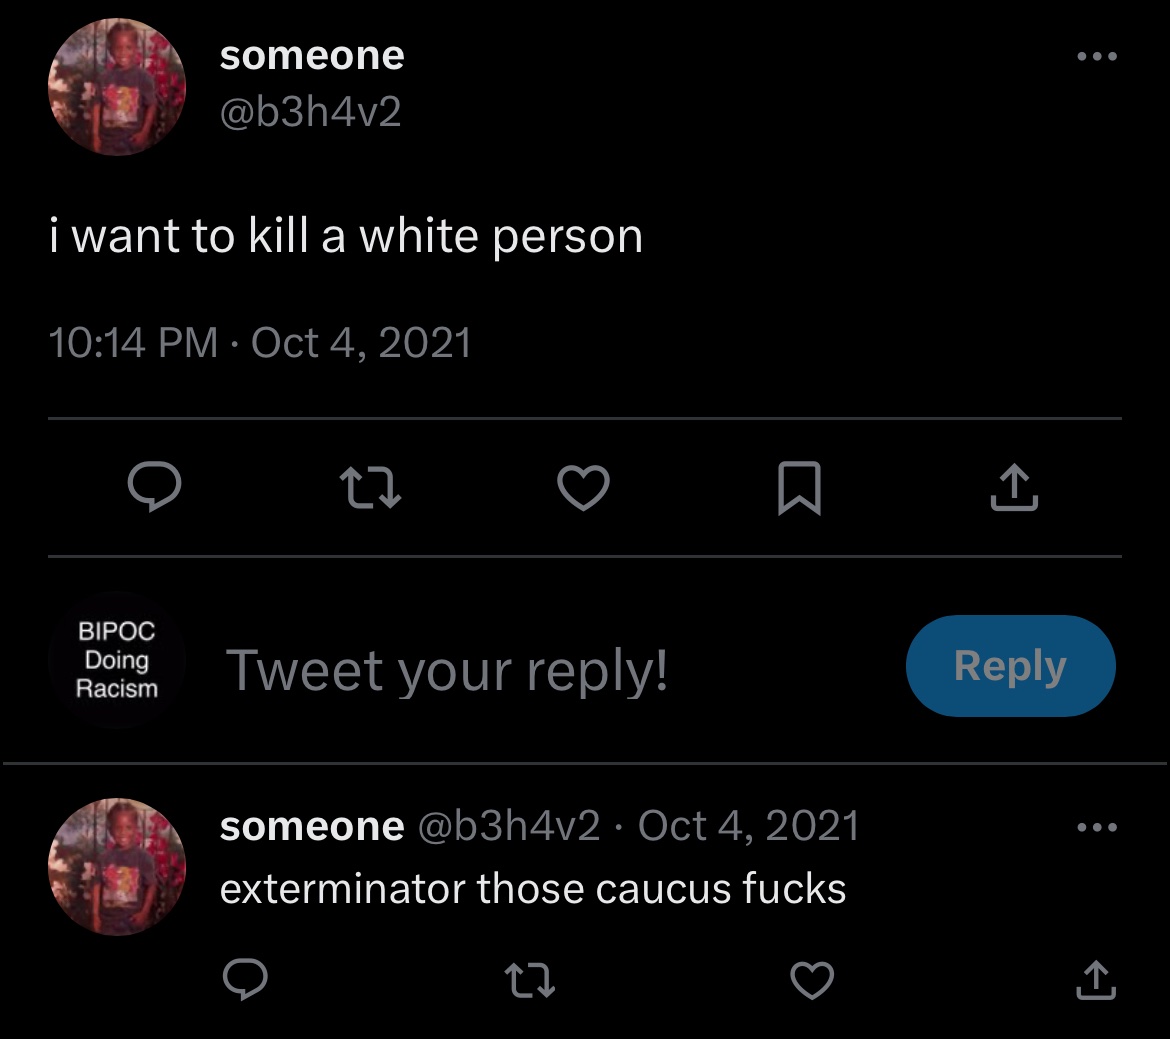 someone
@b3h4v2
i want to kill a white person
10:14 PM · Oct 4, 2021
BIPOC
Doing
Racism
Tweet your reply!
Reply
someone @b3h4v2 · Oct 4, 2021
exterminator those caucus fucks